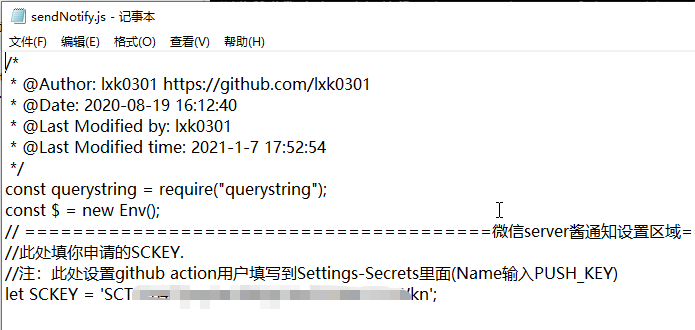 sendNotify.js - 记事本
文件(F) 编辑(E) 格式(O) 查看(V) 帮助(H)
/*
 * @Author: lxk0301 https://github.com/lxk0301
 * @Date: 2020-08-19 16:12:40
 * @Last Modified by: lxk0301
 * @Last Modified time: 2021-1-7 17:52:54
 */
const querystring = require("querystring");
const $ = new Env();
// =======================================微信server酱通知设置区域=
//此处填你申请的SCKEY.
//注：此处设置github action用户填写到Settings-Secrets里面(Name输入PUSH_KEY)
let SCKEY = 'SCT kn';